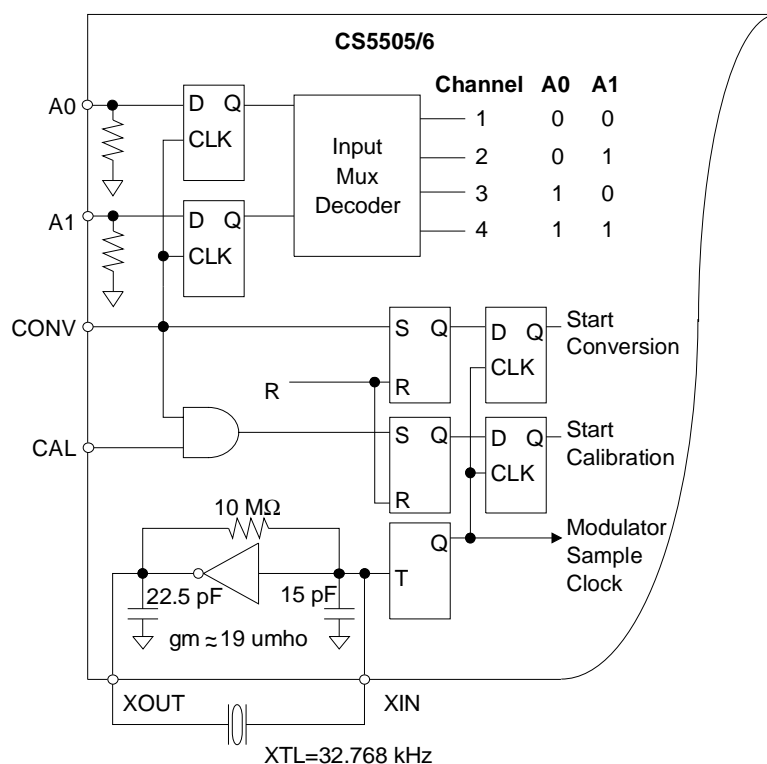 CS5505/6
Channel A0 A1
1 0 0
2 0 1
3 1 0
4 1 1
A0
D Q
CLK
Input
Mux
Decoder
A1
D Q
CLK
CONV
S Q
R
D Q
CLK
Start
Conversion
R
CAL
S Q
R
D Q
CLK
Start
Calibration
10 MΩ
22.5 pF
15 pF
gm ≈ 19 umho
Q
T
Modulator
Sample
Clock
XOUT
XIN
XTL=32.768 kHz